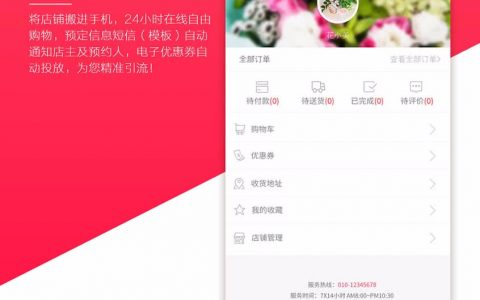 将店铺搬进手机，24小时在线自由
购物，预定信息短信（模板）自动
通知店主及预约人，电子优惠券自
动投放，为您精准引流！
花小美
全部订单
查看全部订单 >
待付款(0)
待送货(0)
已完成(0)
待评价(0)
购物车
优惠券
收货地址
我的收藏
店铺管理
服务热线：010-12345678
服务时间：7X14小时 AM8:00~PM10:30